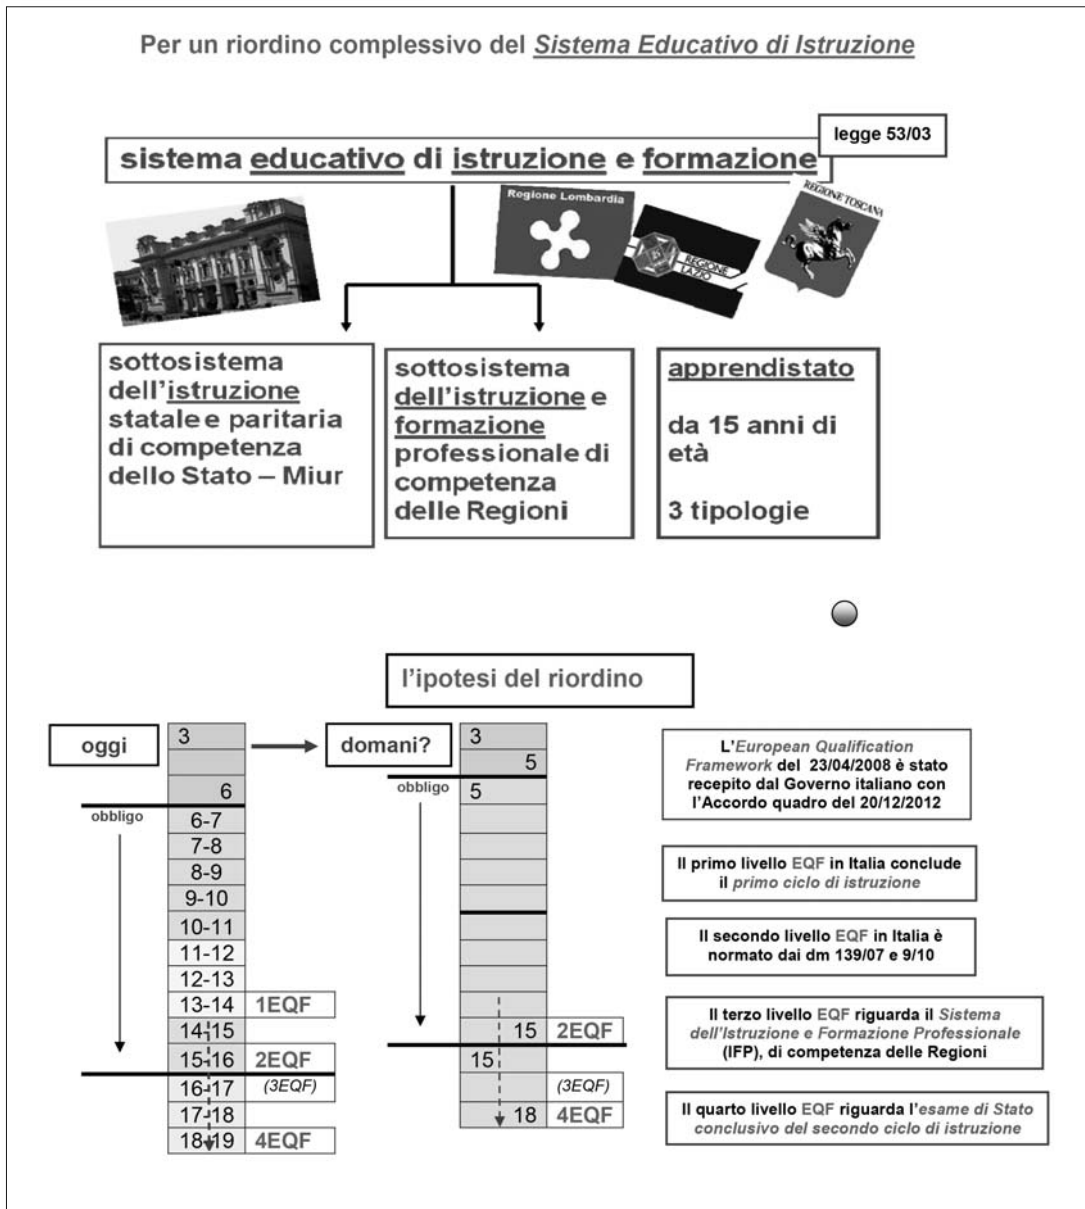 Per un riordino complessivo del Sistema Educativo di Istruzione
legge 53/03
sistema educativo di istruzione e formazione
Regione Lombardia
REGIONE
LAZIO
REGIONE TOSCANA
sottosistema
dell'istruzione
statale e paritaria
di competenza
dello Stato – Miur
sottosistema
dell'istruzione e
formazione
professionale di
competenza
delle Regioni
apprendistato
da 15 anni di
età
3 tipologie
l'ipotesi del riordino
oggi
3
6
obbligo
6-7
7-8
8-9
9-10
10-11
11-12
12-13
13-14 1EQF
14-15
15-16 2EQF
16-17 (3EQF)
17-18
18-19 4EQF
domani?
3
5
obbligo
5
15 2EQF
15
(3EQF)
18 4EQF
L'European Qualification
Framework del 23/04/2008 è stato
recepito dal Governo italiano con
l'Accordo quadro del 20/12/2012
Il primo livello EQF in Italia conclude
il primo ciclo di istruzione
Il secondo livello EQF in Italia è
normato dai dm 139/07 e 9/10
Il terzo livello EQF riguarda il Sistema
dell'Istruzione e Formazione Professionale
(IFP), di competenza delle Regioni
Il quarto livello EQF riguarda l'esame di Stato
conclusivo del secondo ciclo di istruzione